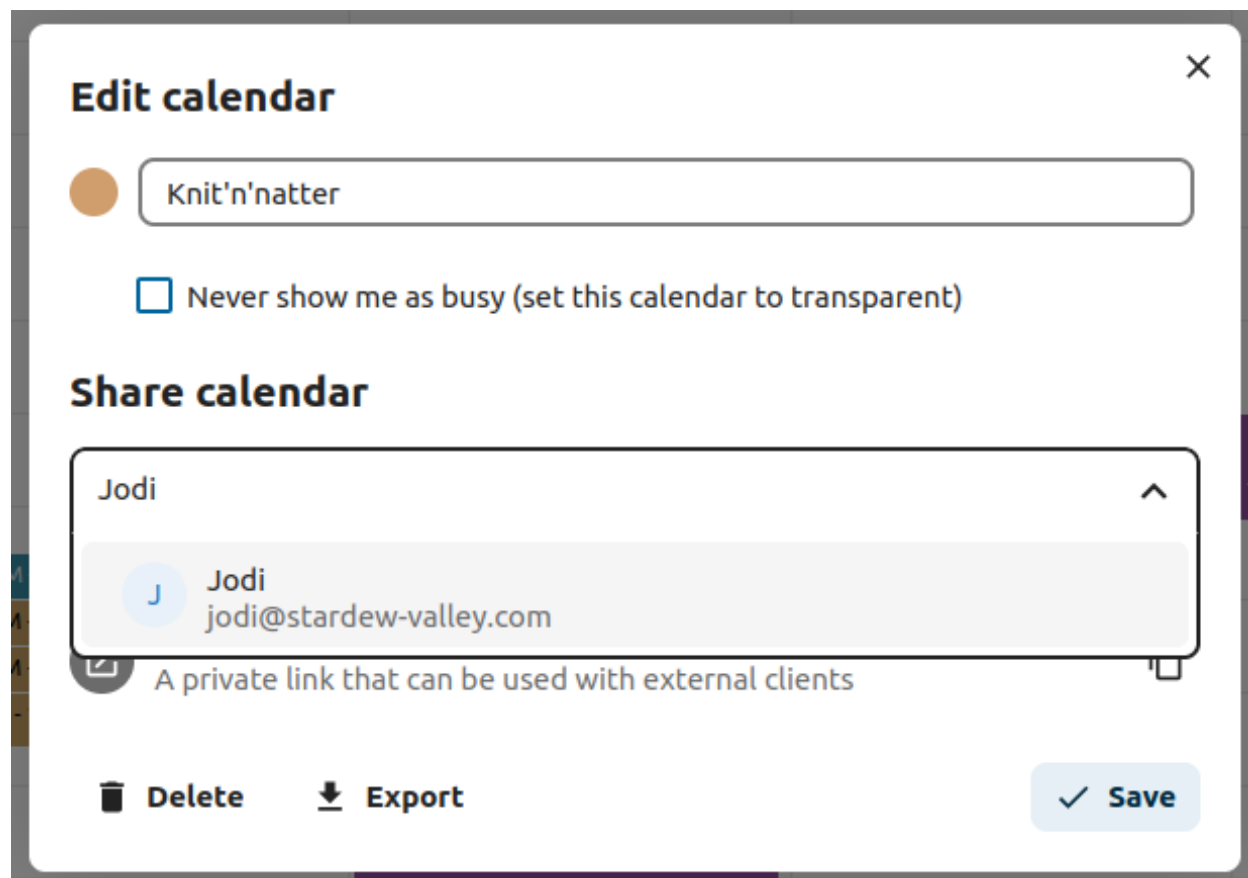 Edit calendar
Knit'n'natter
Never show me as busy (set this calendar to transparent)
Share calendar
Jodi
J
Jodi
jodi@stardew-valley.com
A private link that can be used with external clients
Delete
Export
Save